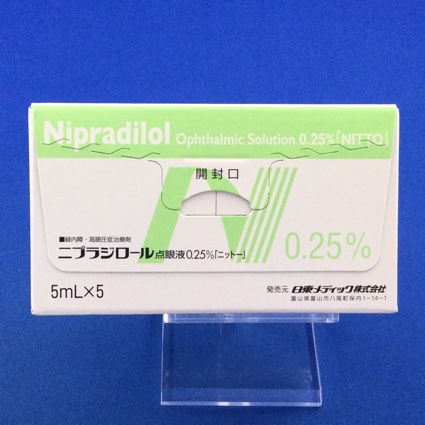 Nipradilol Ophthalmic Solution 0.25%「NITTO」
開封口
■緑内障・高眼圧症治療剤
ニプラジロール点眼液0.25%「ニットー」
0.25%
5mL×5
発売元 日東メディック株式会社
富山県富山市八尾町保内1-14-1